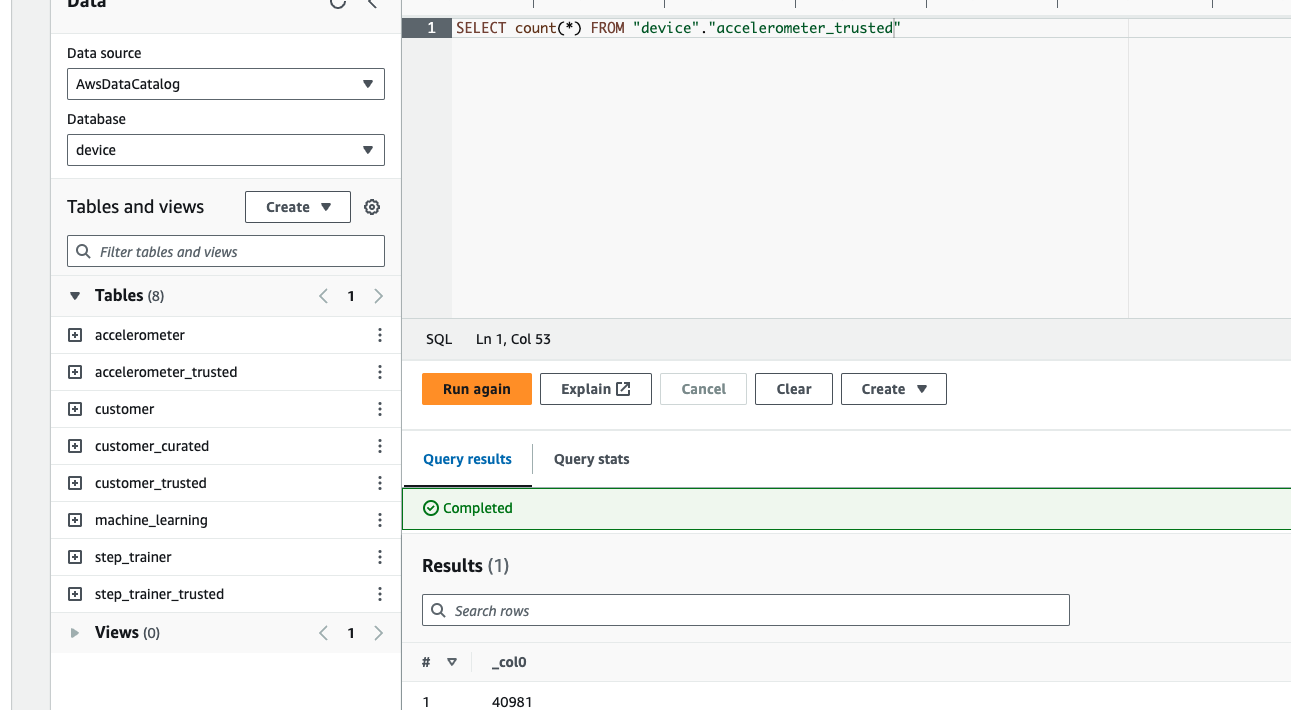 Data
Data source
AwsDataCatalog
Database
device
Tables and views
Create
Filter tables and views
Tables (8)
1
accelerometer
accelerometer_trusted
customer
customer_curated
customer_trusted
machine_learning
step_trainer
step_trainer_trusted
Views (0)
1
1 SELECT count(*) FROM "device"."accelerometer_trusted"
SQL Ln 1, Col 53
Run again Explain Cancel Clear Create
Query results Query stats
Completed
Results (1)
Search rows
# _col0
1 40981